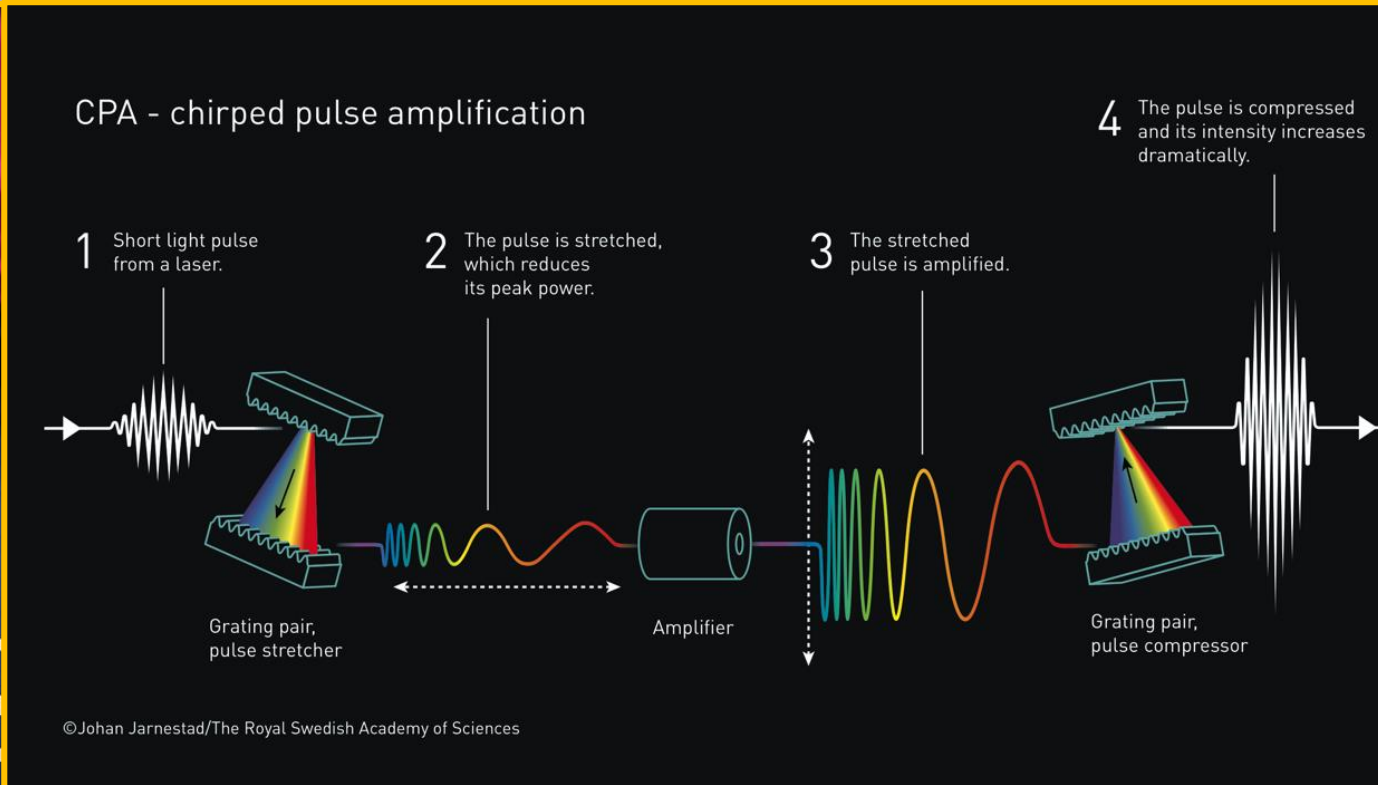 CPA - chirped pulse amplification
1 Short light pulse
from a laser.
2 The pulse is stretched,
which reduces
its peak power.
3 The stretched
pulse is amplified.
4 The pulse is compressed
and its intensity increases
dramatically.
Grating pair,
pulse stretcher
Amplifier
Grating pair,
pulse compressor
©Johan Jarnestad/The Royal Swedish Academy of Sciences